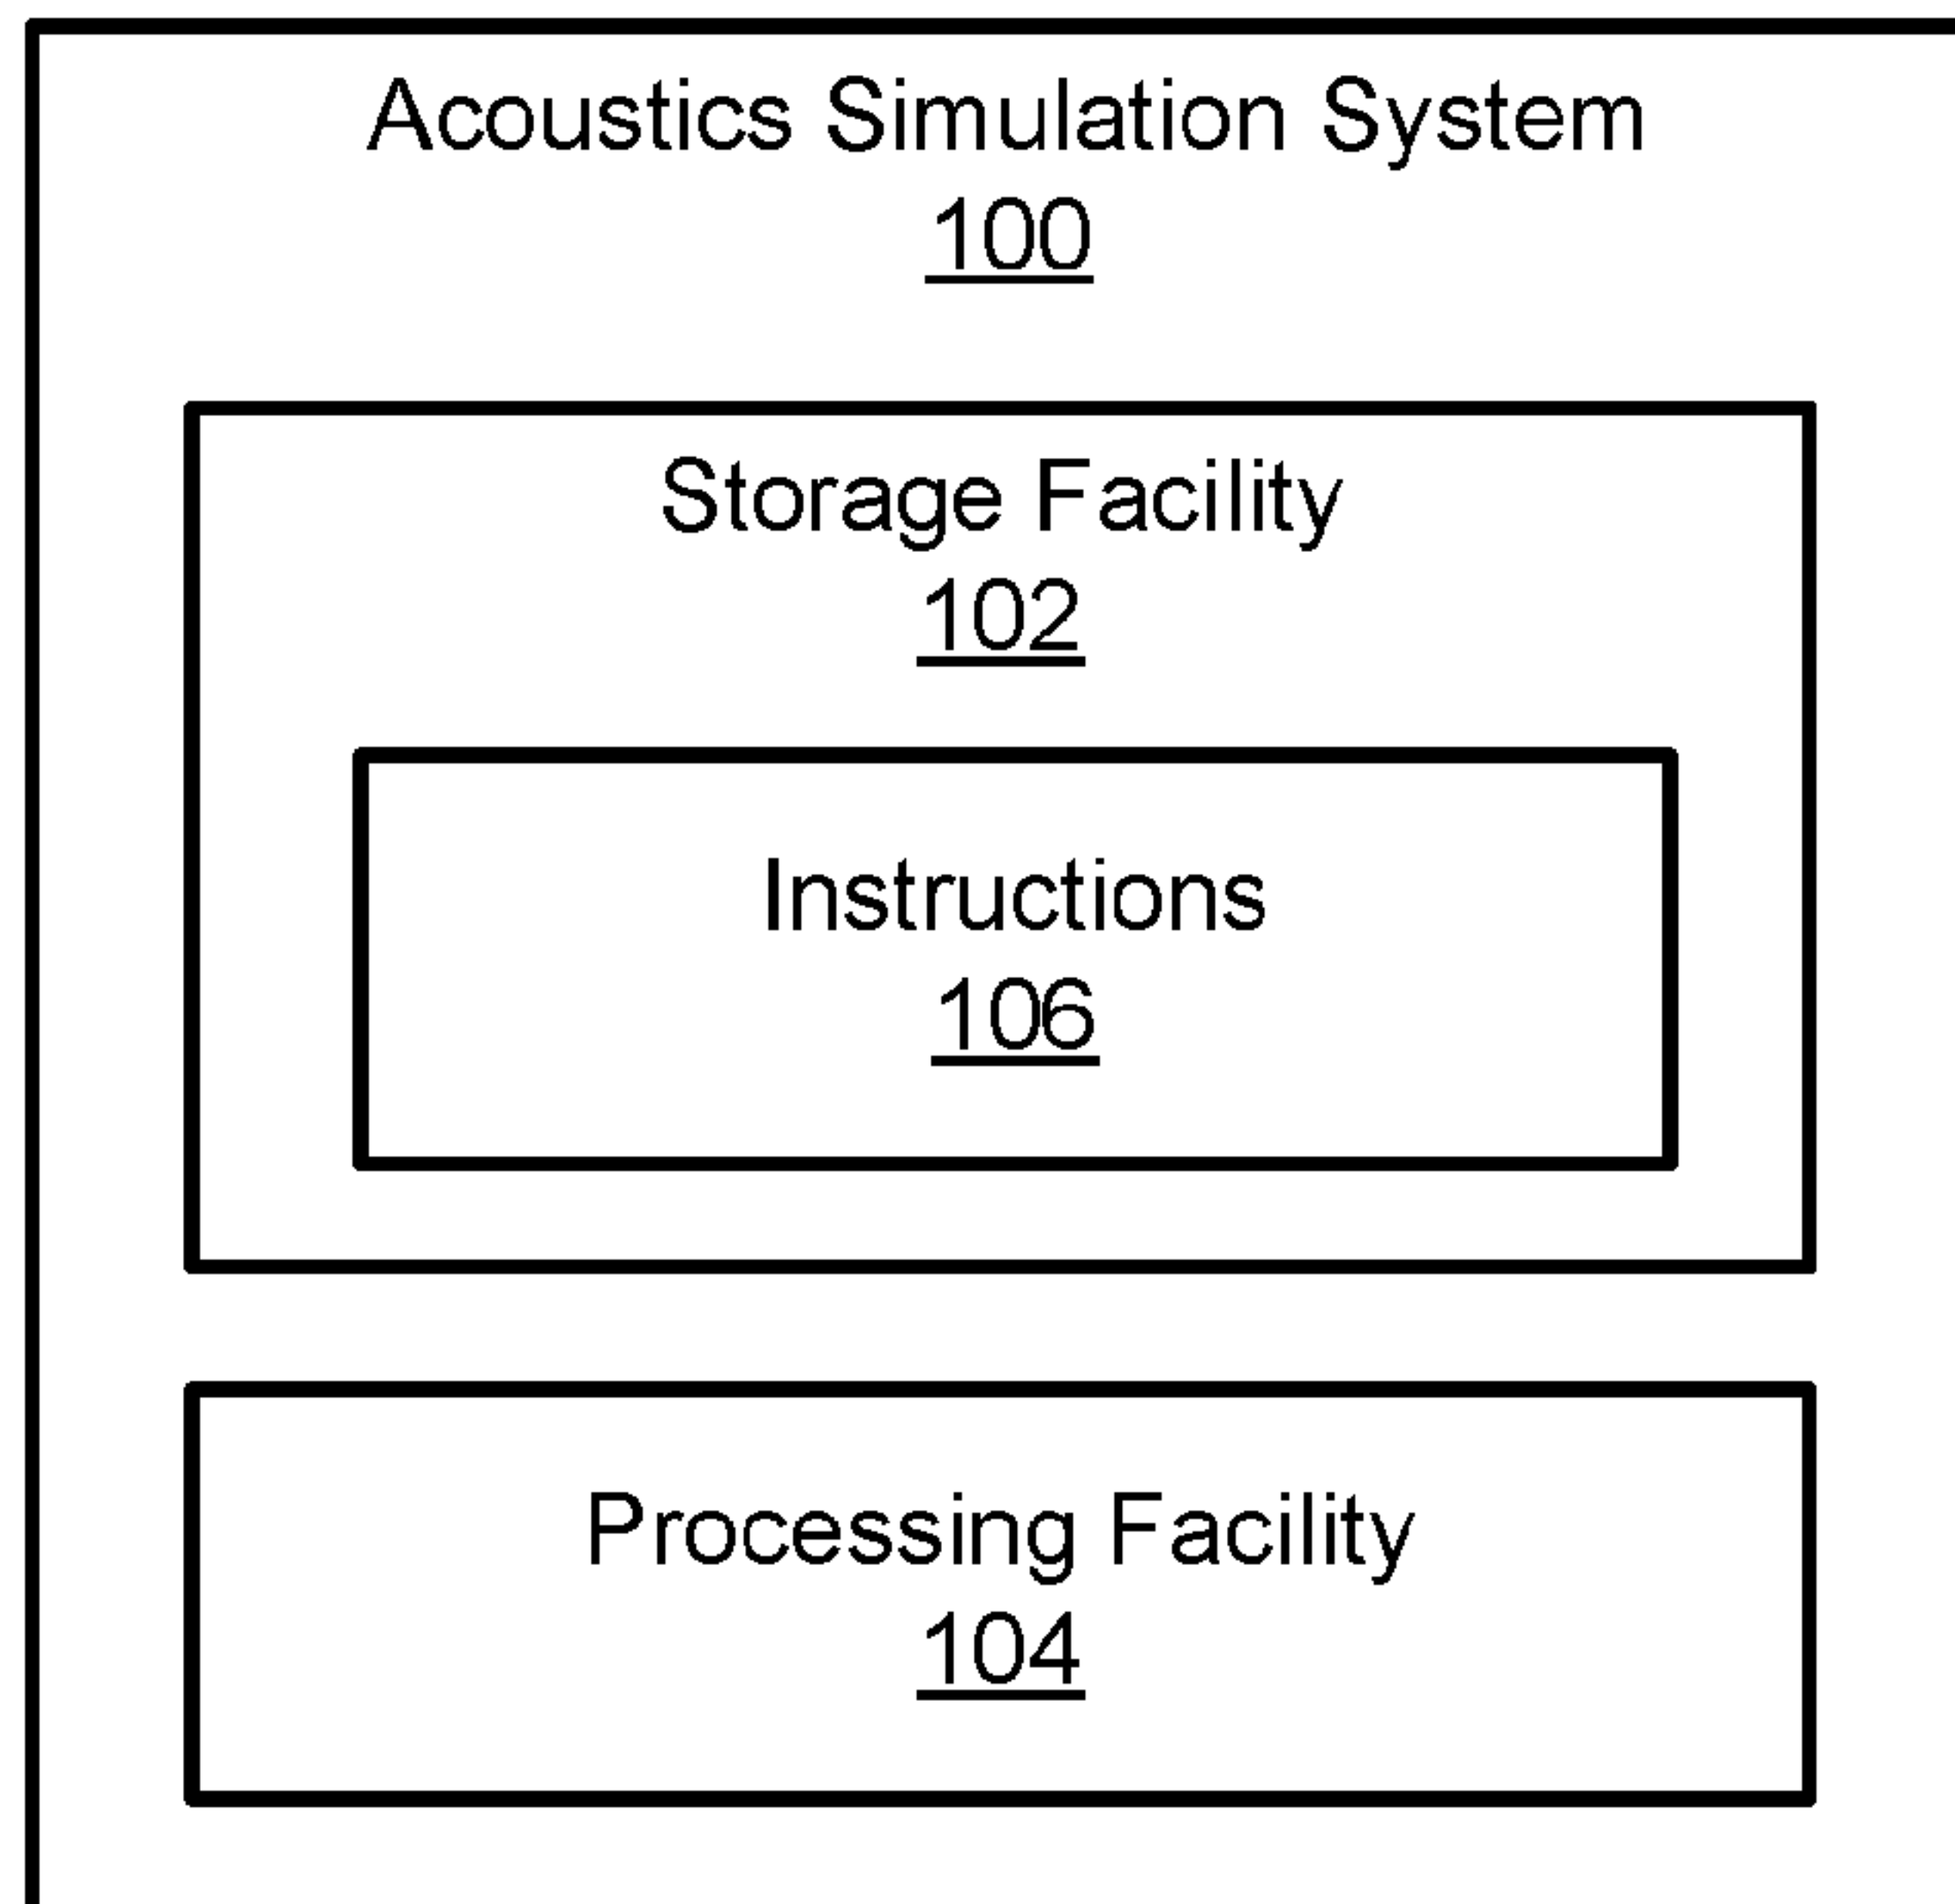 Acoustics Simulation System
100
Storage Facility
102
Instructions
106
Processing Facility
104